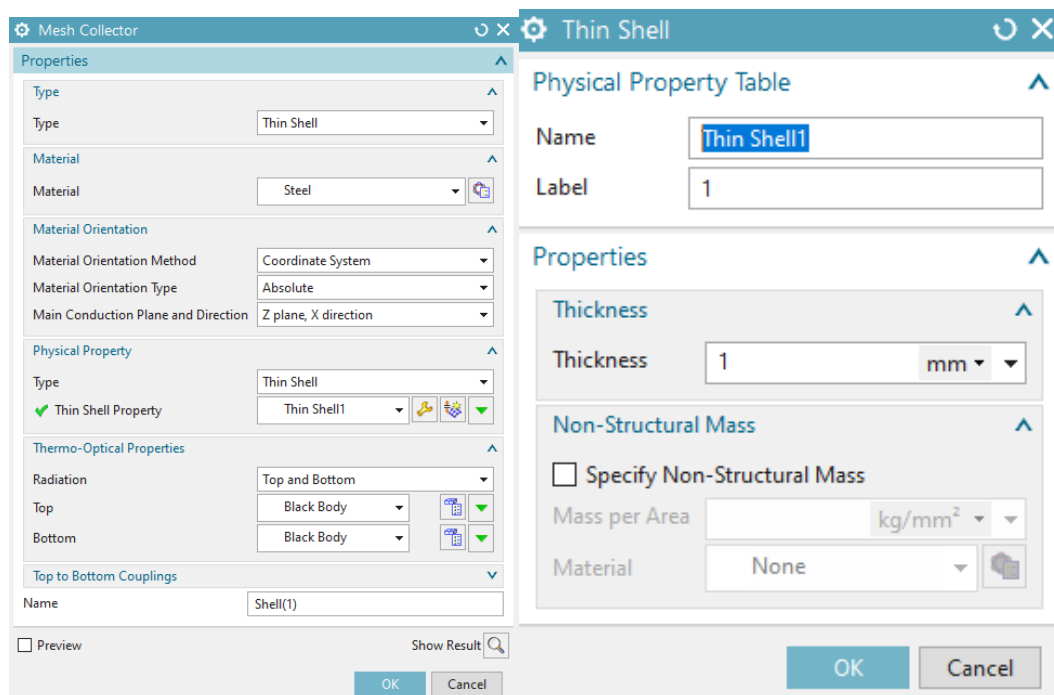 Mesh Collector
Properties
Type
Type Thin Shell
Material
Material Steel
Material Orientation
Material Orientation Method Coordinate System
Material Orientation Type Absolute
Main Conduction Plane and Direction Z plane, X direction
Physical Property
Type Thin Shell
Thin Shell Property Thin Shell1
Thermo-Optical Properties
Radiation Top and Bottom
Top Black Body
Bottom Black Body
Top to Bottom Couplings
Name Shell(1)
Preview Show Result
OK Cancel
Thin Shell
Physical Property Table
Name Thin Shell1
Label 1
Properties
Thickness
Thickness 1 mm
Non-Structural Mass
Specify Non-Structural Mass
Mass per Area kg/mm²
Material None
OK Cancel